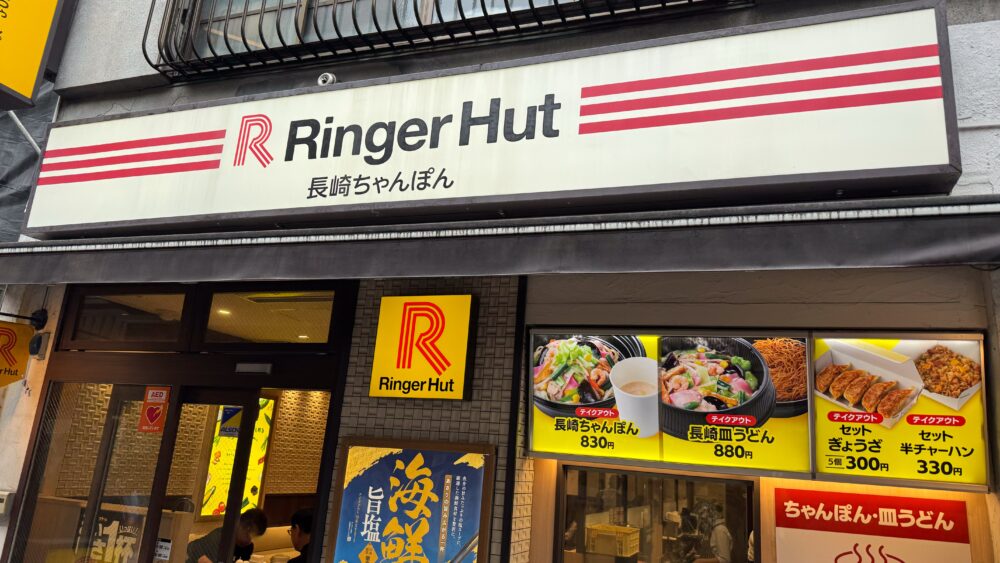 R Ringer Hut
長崎ちゃんぽん
R
Ringer Hut
R
Ringer Hut
AED
テイクアウト
長崎ちゃんぽん
830円
テイクアウト
長崎皿うどん
880円
テイクアウト
セット
ぎょうざ
5個 300円
テイクアウト
セット
半チャーハン
330円
海鮮
旨塩
ちゃんぽん・皿うどん